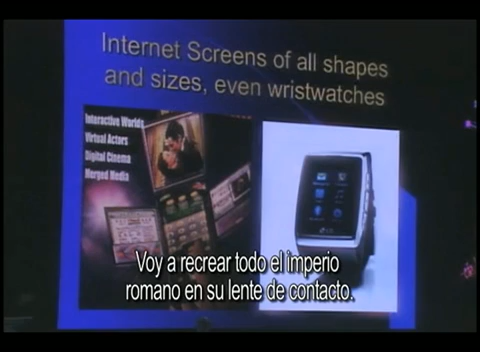 Internet Screens of all shapes
and sizes, even wristwatches
Interactive Worlds
Virtual Actors
Digital Cinema
Merged Media
LG
Voy a recrear todo el imperio
romano en su lente de contacto.